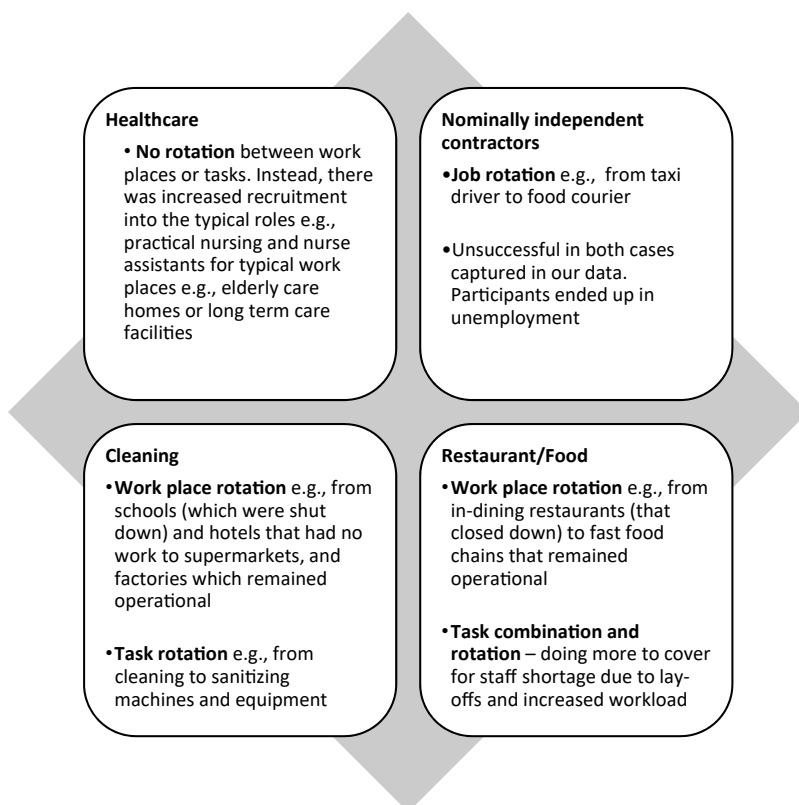 Healthcare
• No rotation between work
places or tasks. Instead, there
was increased recruitment
into the typical roles e.g.,
practical nursing and nurse
assistants for typical work
places e.g., elderly care
homes or long term care
facilities
Nominally independent
contractors
•Job rotation e.g., from taxi
driver to food courier
•Unsuccessful in both cases
captured in our data.
Participants ended up in
unemployment
Cleaning
•Work place rotation e.g., from
schools (which were shut
down) and hotels that had no
work to supermarkets, and
factories which remained
operational
•Task rotation e.g., from
cleaning to sanitizing
machines and equipment
Restaurant/Food
•Work place rotation e.g., from
in-dining restaurants (that
closed down) to fast food
chains that remained
operational
•Task combination and
rotation – doing more to cover
for staff shortage due to lay-
offs and increased workload